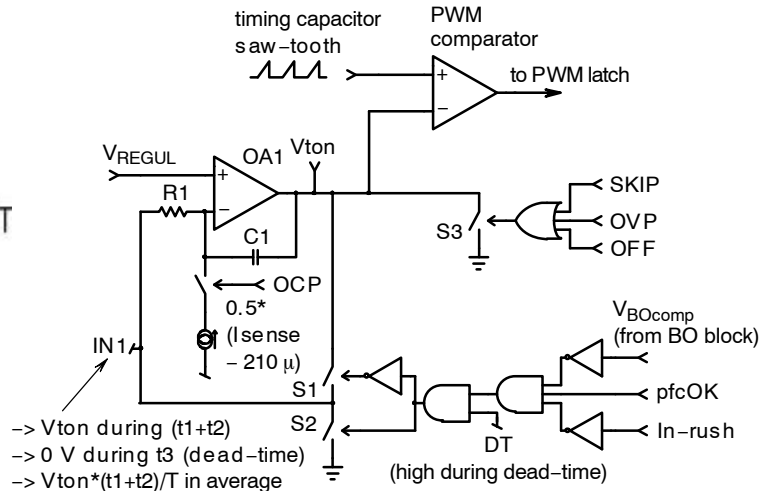 timing capacitor
saw-tooth
PWM
comparator
to PWM latch
VREGUL
OA1
Vton
+
−
+
−
R1
C1
T
S3
SKIP
OVP
OFF
OCP
0.5*
(Isense
− 210 µ)
IN1
S1
S2
VBOcomp
(from BO block)
pfcOK
In-rush
DT
(high during dead-time)
-> Vton during (t1+t2)
-> 0 V during t3 (dead-time)
-> Vton*(t1+t2)/T in average